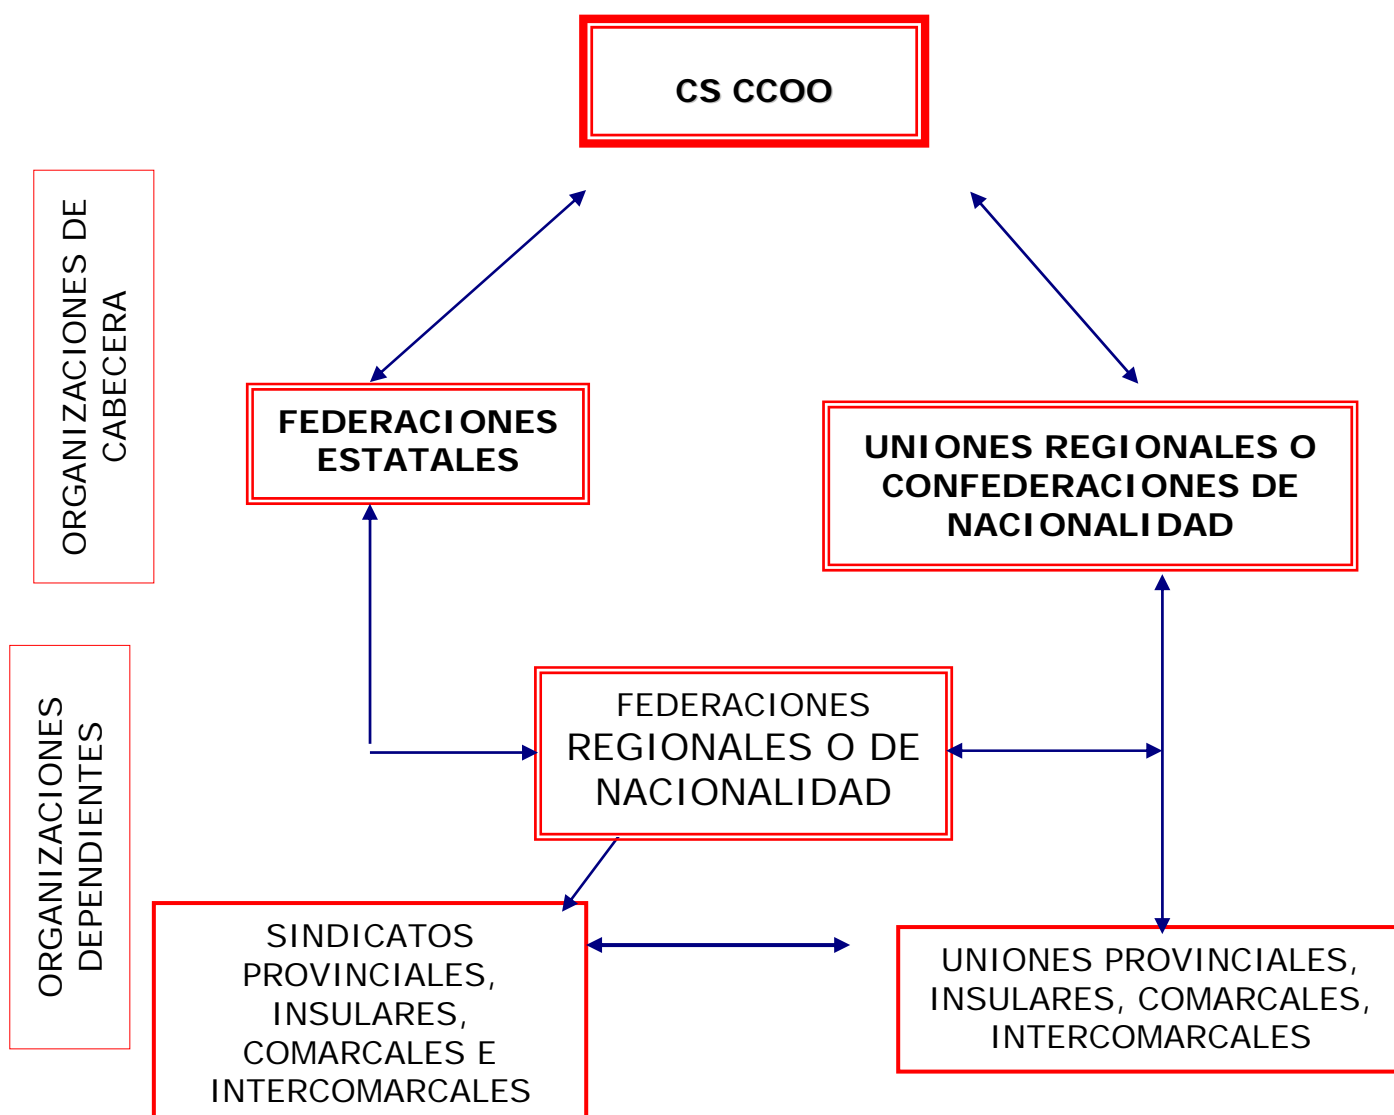 CS CCOO
ORGANIZACIONES DE
CABECERA
FEDERACIONES
ESTATALES
UNIONES REGIONALES O
CONFEDERACIONES DE
NACIONALIDAD
ORGANIZACIONES
DEPENDIENTES
FEDERACIONES
REGIONALES O DE
NACIONALIDAD
SINDICATOS
PROVINCIALES,
INSULARES,
COMARCALES E
INTERCOMARCALES
UNIONES PROVINCIALES,
INSULARES, COMARCALES,
INTERCOMARCALES